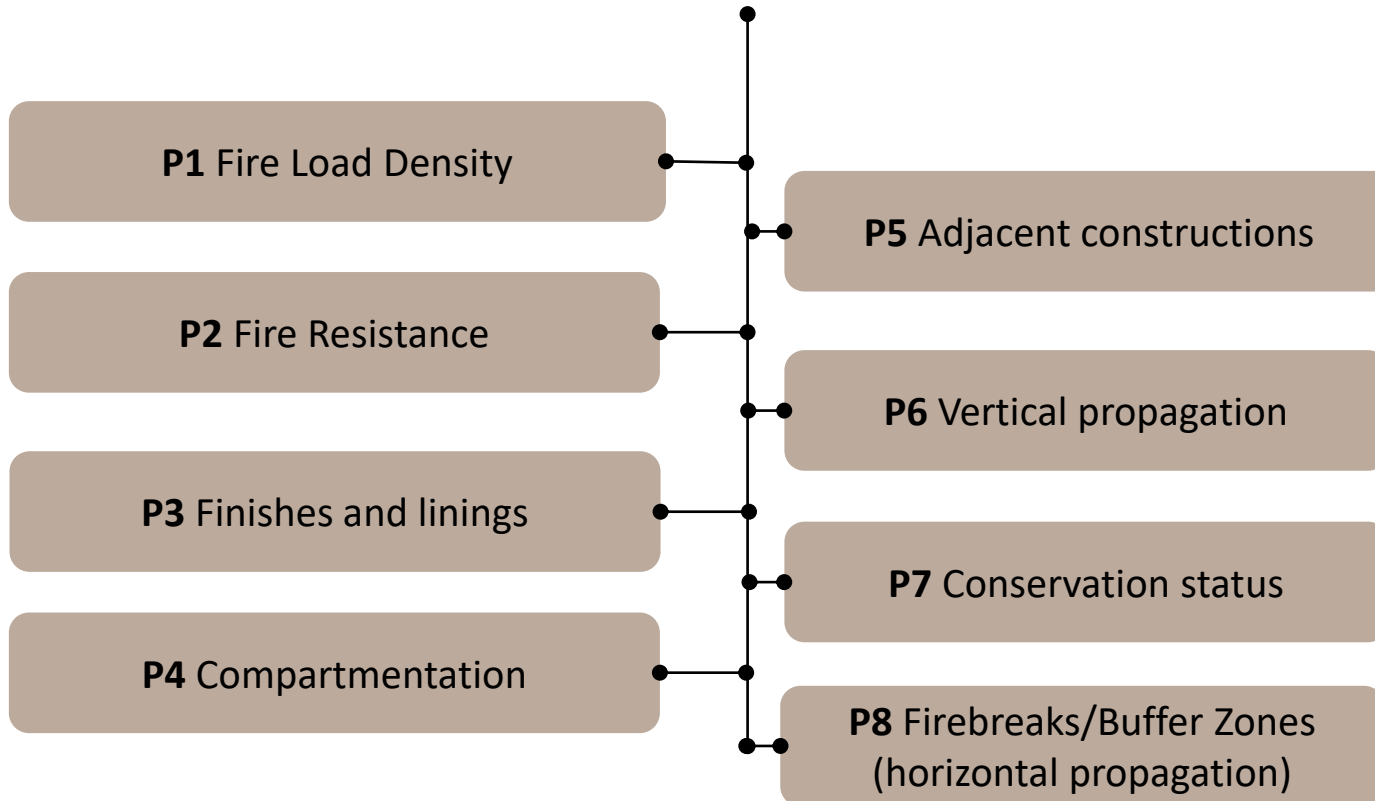 P1 Fire Load Density
P2 Fire Resistance
P3 Finishes and linings
P4 Compartmentation
P5 Adjacent constructions
P6 Vertical propagation
P7 Conservation status
P8 Firebreaks/Buffer Zones
(horizontal propagation)